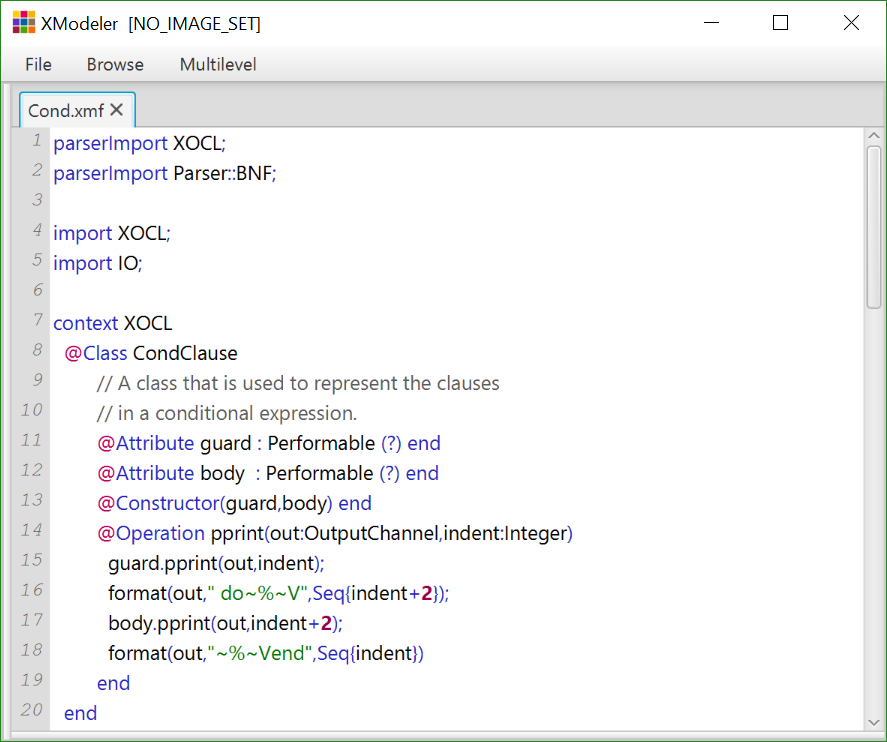 XModeler [NO_IMAGE_SET]
File Browse Multilevel
Cond.xmf
1 parserImport XOCL;
2 parserImport Parser::BNF;
3
4 import XOCL;
5 import IO;
6
7 context XOCL
8 @Class CondClause
9 // A class that is used to represent the clauses
10 // in a conditional expression.
11 @Attribute guard : Performable (?) end
12 @Attribute body  : Performable (?) end
13 @Constructor(guard,body) end
14 @Operation pprint(out:OutputChannel,indent:Integer)
15 guard.pprint(out,indent);
16 format(out," do~%~V",Seq{indent+2});
17 body.pprint(out,indent+2);
18 format(out,"~%~Vend",Seq{indent})
19 end
20 end